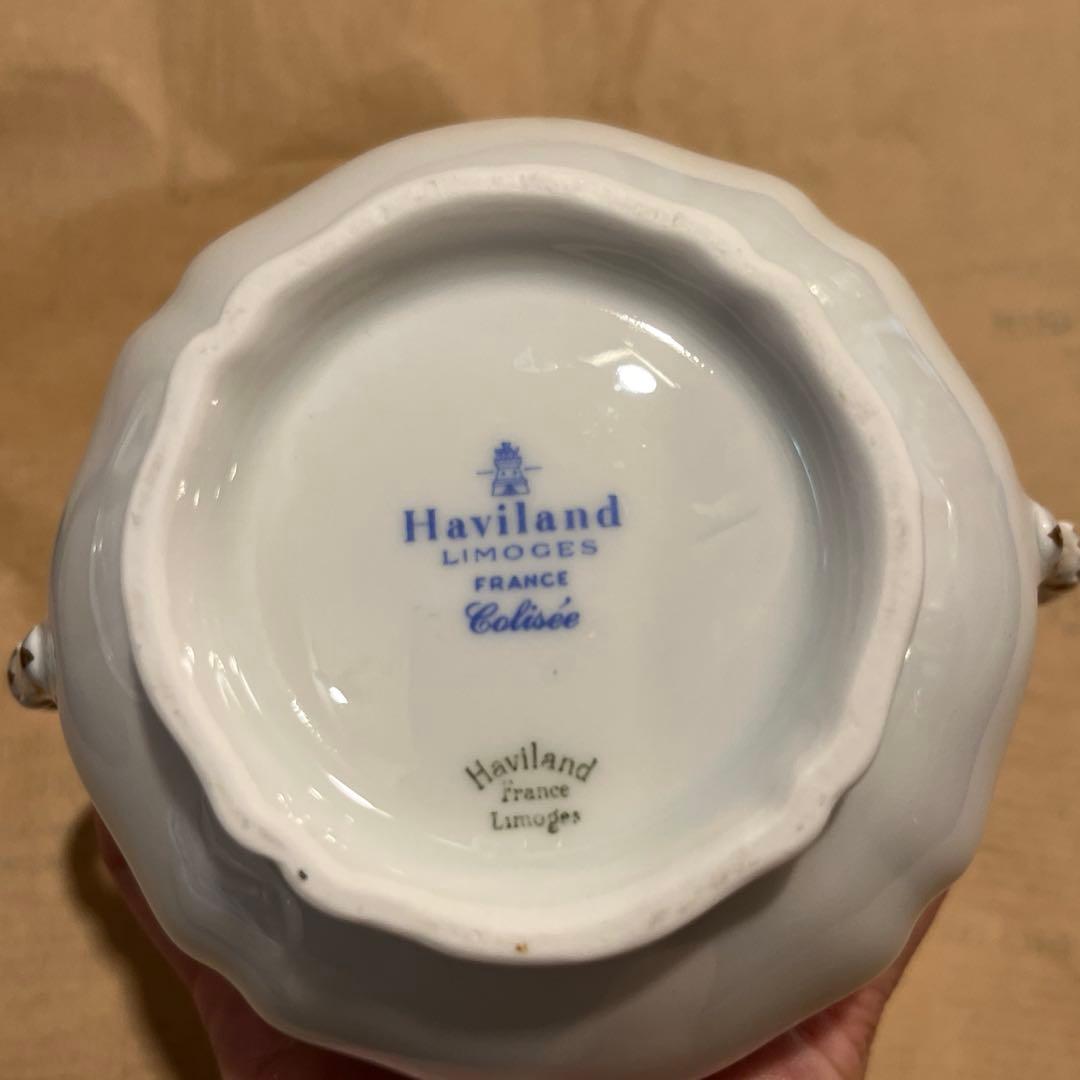 Haviland
LIMOGES
FRANCE
Colisée
Haviland
France
Limoges